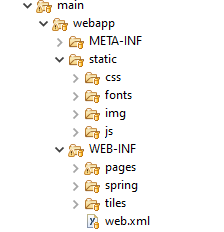 main
webapp
META-INF
static
css
fonts
img
js
WEB-INF
pages
spring
tiles
web.xml